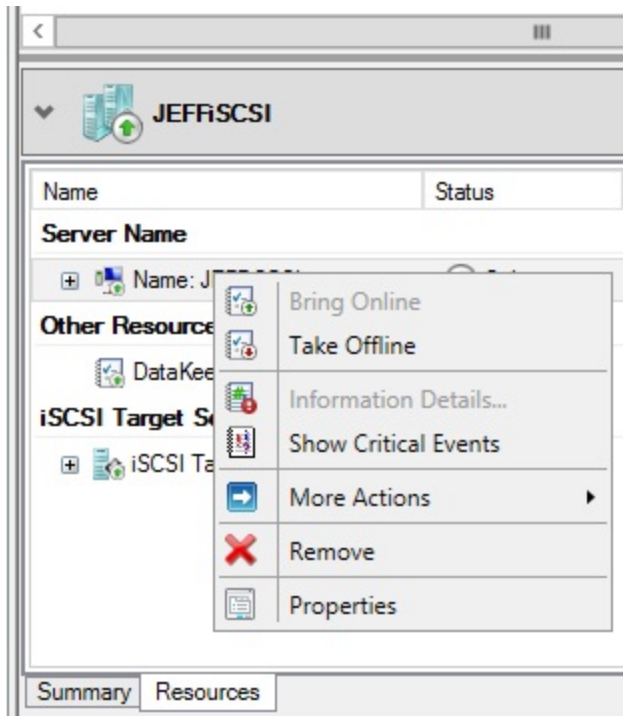 JEFFiSCSI
Name Status
Server Name
Name:
Bring Online
Other Resource
Take Offline
DataKee
Information Details...
iSCSI Target Se
Show Critical Events
iSCSI Ta
More Actions
Remove
Properties
Summary Resources